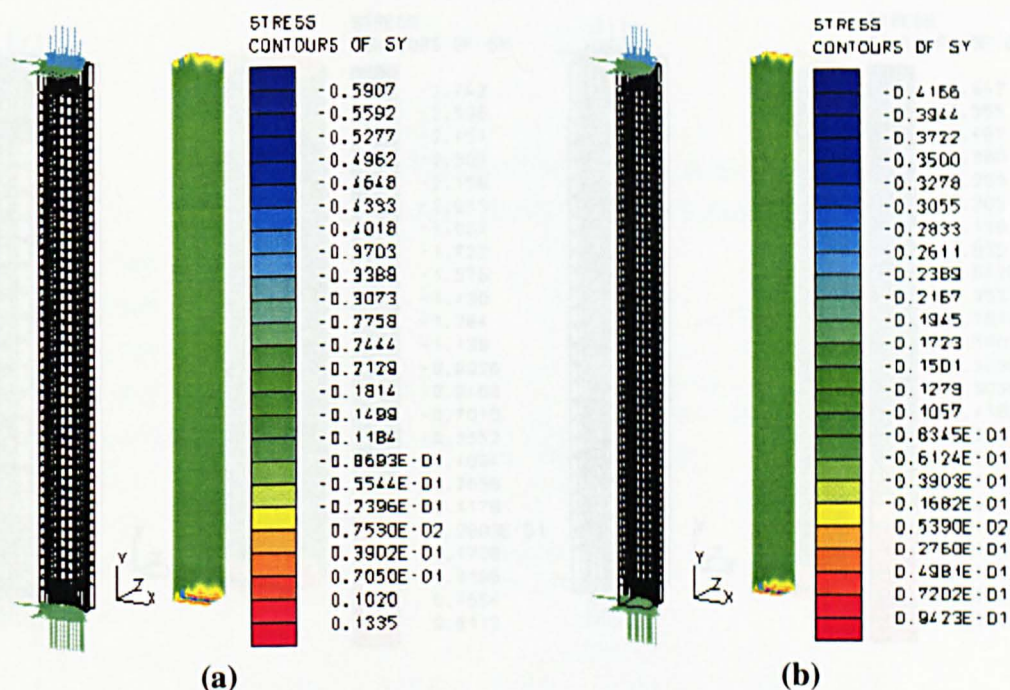 STRESS
CONTOURS OF SY
-0.5907
-0.5592
-0.5277
-0.4962
-0.4648
-0.4333
-0.4018
-0.3703
-0.3388
-0.3073
-0.2758
-0.2444
-0.2129
-0.1814
-0.1499
-0.1184
-0.8693E-01
-0.5544E-01
-0.2396E-01
0.7530E-02
0.3902E-01
0.7050E-01
0.1020
0.1335
Y
Z
X
(a)
STRESS
CONTOURS OF SY
-0.4166
-0.3944
-0.3722
-0.3500
-0.3278
-0.3055
-0.2833
-0.2611
-0.2389
-0.2167
-0.1945
-0.1723
-0.1501
-0.1279
-0.1057
-0.8345E-01
-0.6124E-01
-0.3903E-01
-0.1682E-01
0.5390E-02
0.2760E-01
0.4981E-01
0.7202E-01
0.9423E-01
Y
Z
X
(b)